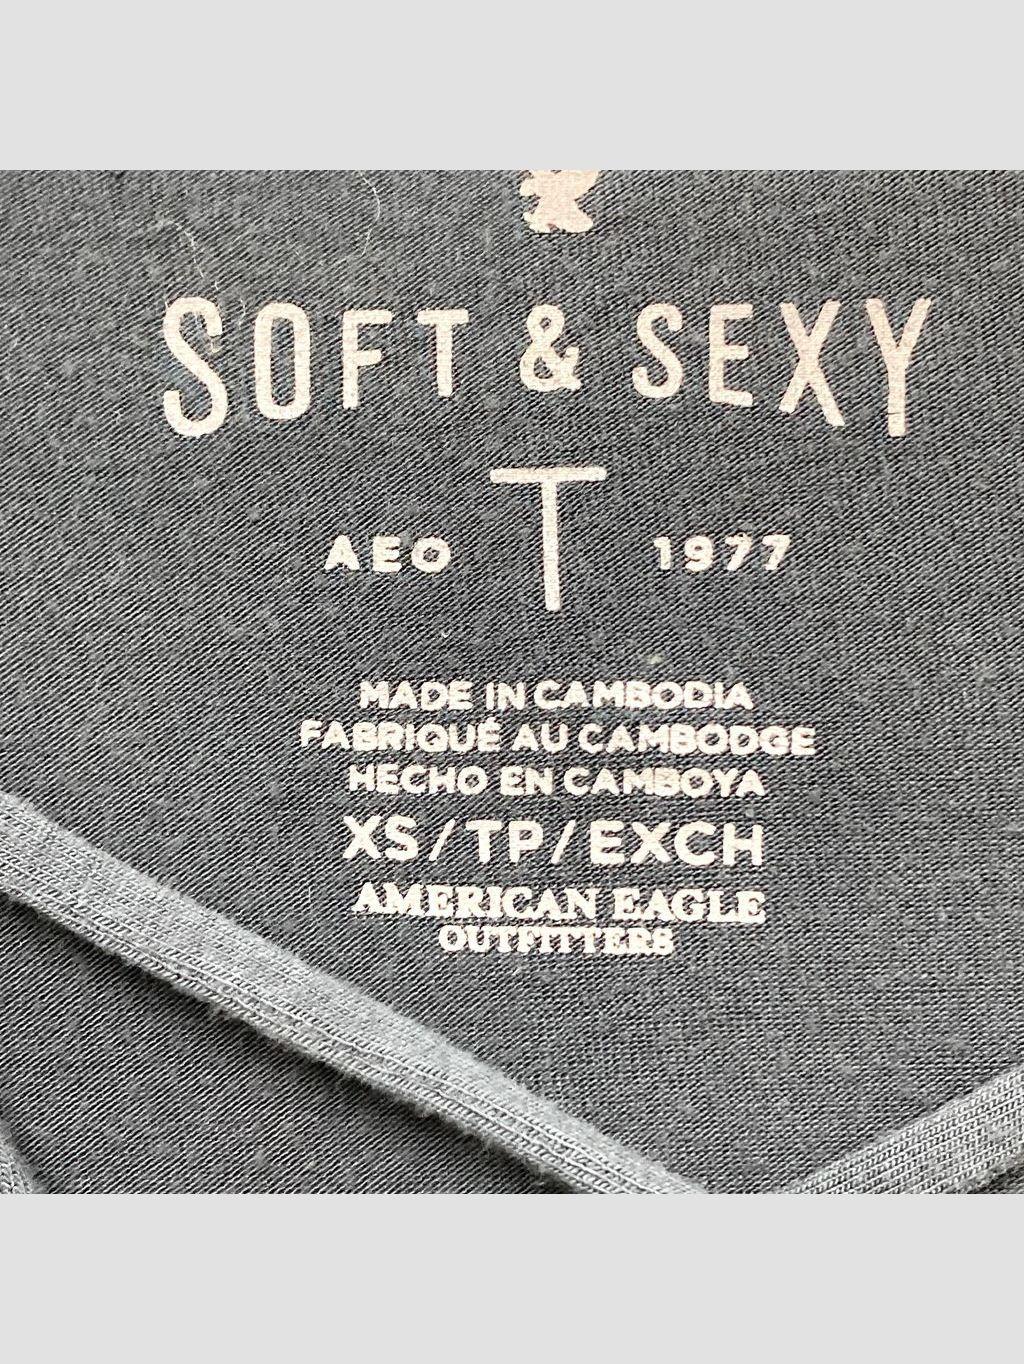 SOFT & SEXY
T
AEO 1977
MADE IN CAMBODIA
FABRIQUÉ AU CAMBODGE
HECHO EN CAMBOYA
XS/TP/EXCH
AMERICAN EAGLE
OUTFITTERS